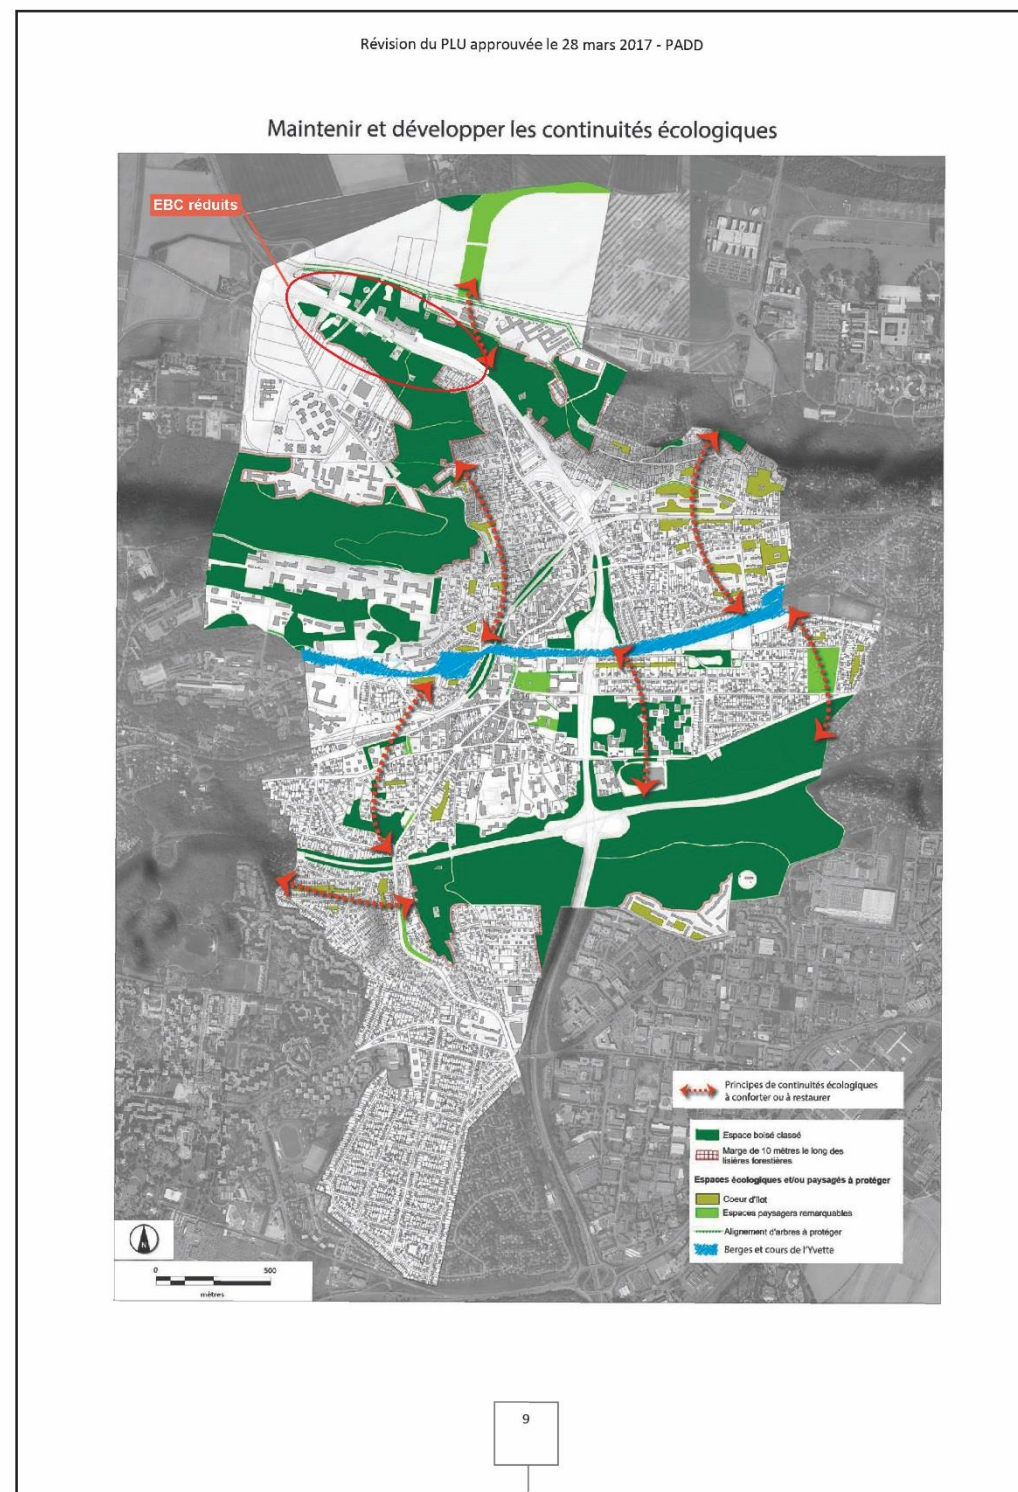 Révision du PLU approuvée le 28 mars 2017 - PADD
Maintenir et développer les continuités écologiques
EBC réduits
Principes de continuités écologiques
à conforter ou à restaurer
Espace boisé classé
Marge de 10 mètres le long des
lisières forestières
Espaces écologiques et/ou paysagés à protéger
Coeur d'îlot
Espaces paysagers remarquables
Alignement d'arbres à protéger
Berges et cours de l'Yvette
N
0 500
mètres
9